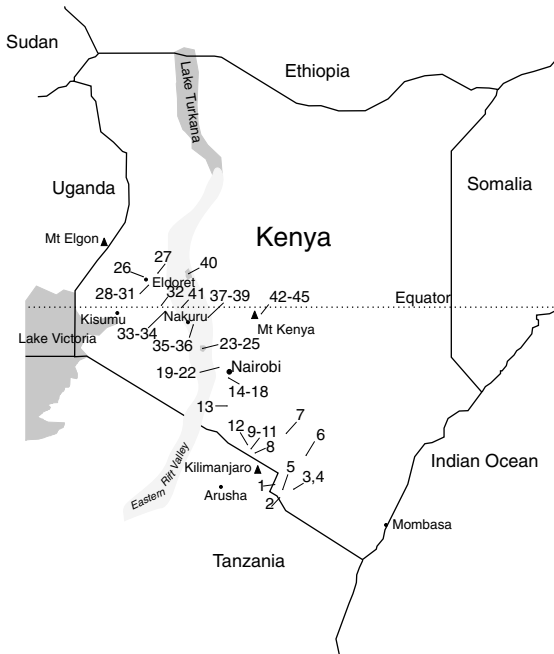 Sudan
Ethiopia
Lake Turkana
Uganda
Somalia
Mt Elgon
Kenya
27
40
26
Eldoret
28-31
32
41
37-39
42-45
Equator
Kisumu
Nakuru
Mt Kenya
Lake Victoria
33-34
35-36
23-25
19-22
Nairobi
14-18
13
7
12
9-11
6
8
Indian Ocean
Kilimanjaro
5
Eastern Rift Valley
1
3,4
Arusha
2
Mombasa
Tanzania